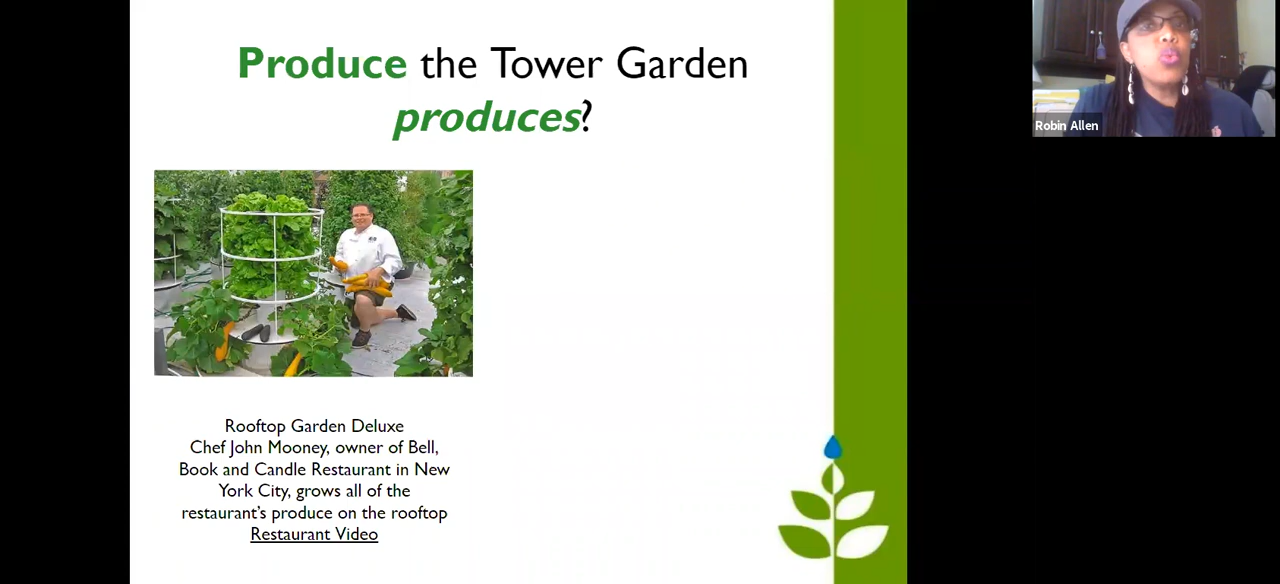 Produce the Tower Garden
produces?
Robin Allen
Rooftop Garden Deluxe
Chef John Mooney, owner of Bell,
Book and Candle Restaurant in New
York City, grows all of the
restaurant's produce on the rooftop
Restaurant Video